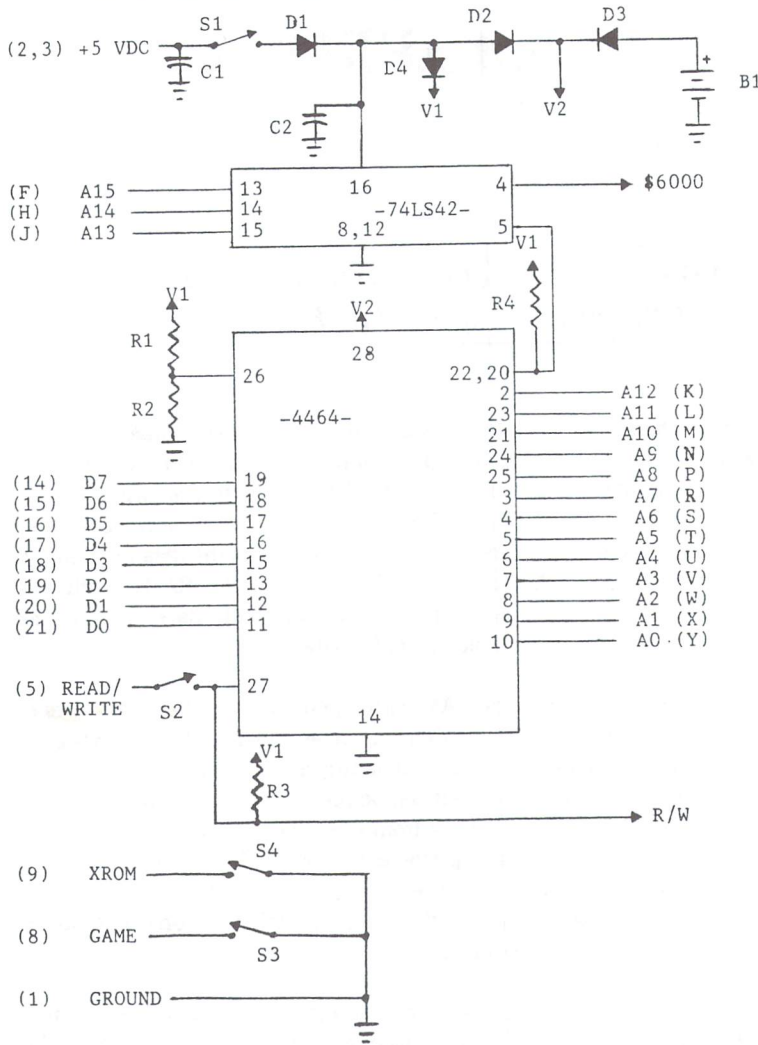 S1 D1 D2 D3
(2,3) +5 VDC
C1 D4 + B1
V1 V2
C2
(F) A15 13 16 4 $6000
(H) A14 14 -74LS42-
(J) A13 15 8,12 5
V1
V1 V2 R4
R1 28
26 22,20
R2 -4464- 2 A12 (K)
23 A11 (L)
21 A10 (M)
24 A9 (N)
(14) D7 19 25 A8 (P)
(15) D6 18 3 A7 (R)
(16) D5 17 4 A6 (S)
(17) D4 16 5 A5 (T)
(18) D3 15 6 A4 (U)
(19) D2 13 7 A3 (V)
(20) D1 12 8 A2 (W)
(21) D0 11 9 A1 (X)
10 A0 (Y)
(5) READ/ 27
WRITE S2 14
V1
R3
R/W
S4
(9) XROM
(8) GAME
S3
(1) GROUND